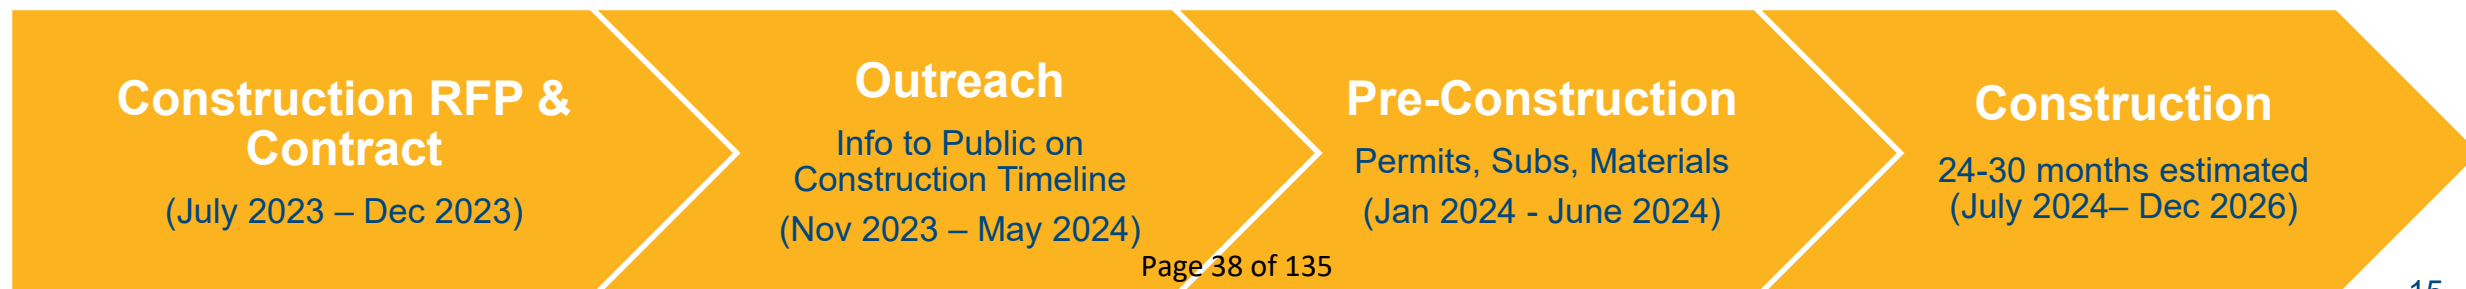 Construction RFP &
Contract
(July 2023 – Dec 2023)
Outreach
Info to Public on
Construction Timeline
(Nov 2023 – May 2024)
Pre-Construction
Permits, Subs, Materials
(Jan 2024 - June 2024)
Construction
24-30 months estimated
(July 2024– Dec 2026)
Page 38 of 135
15